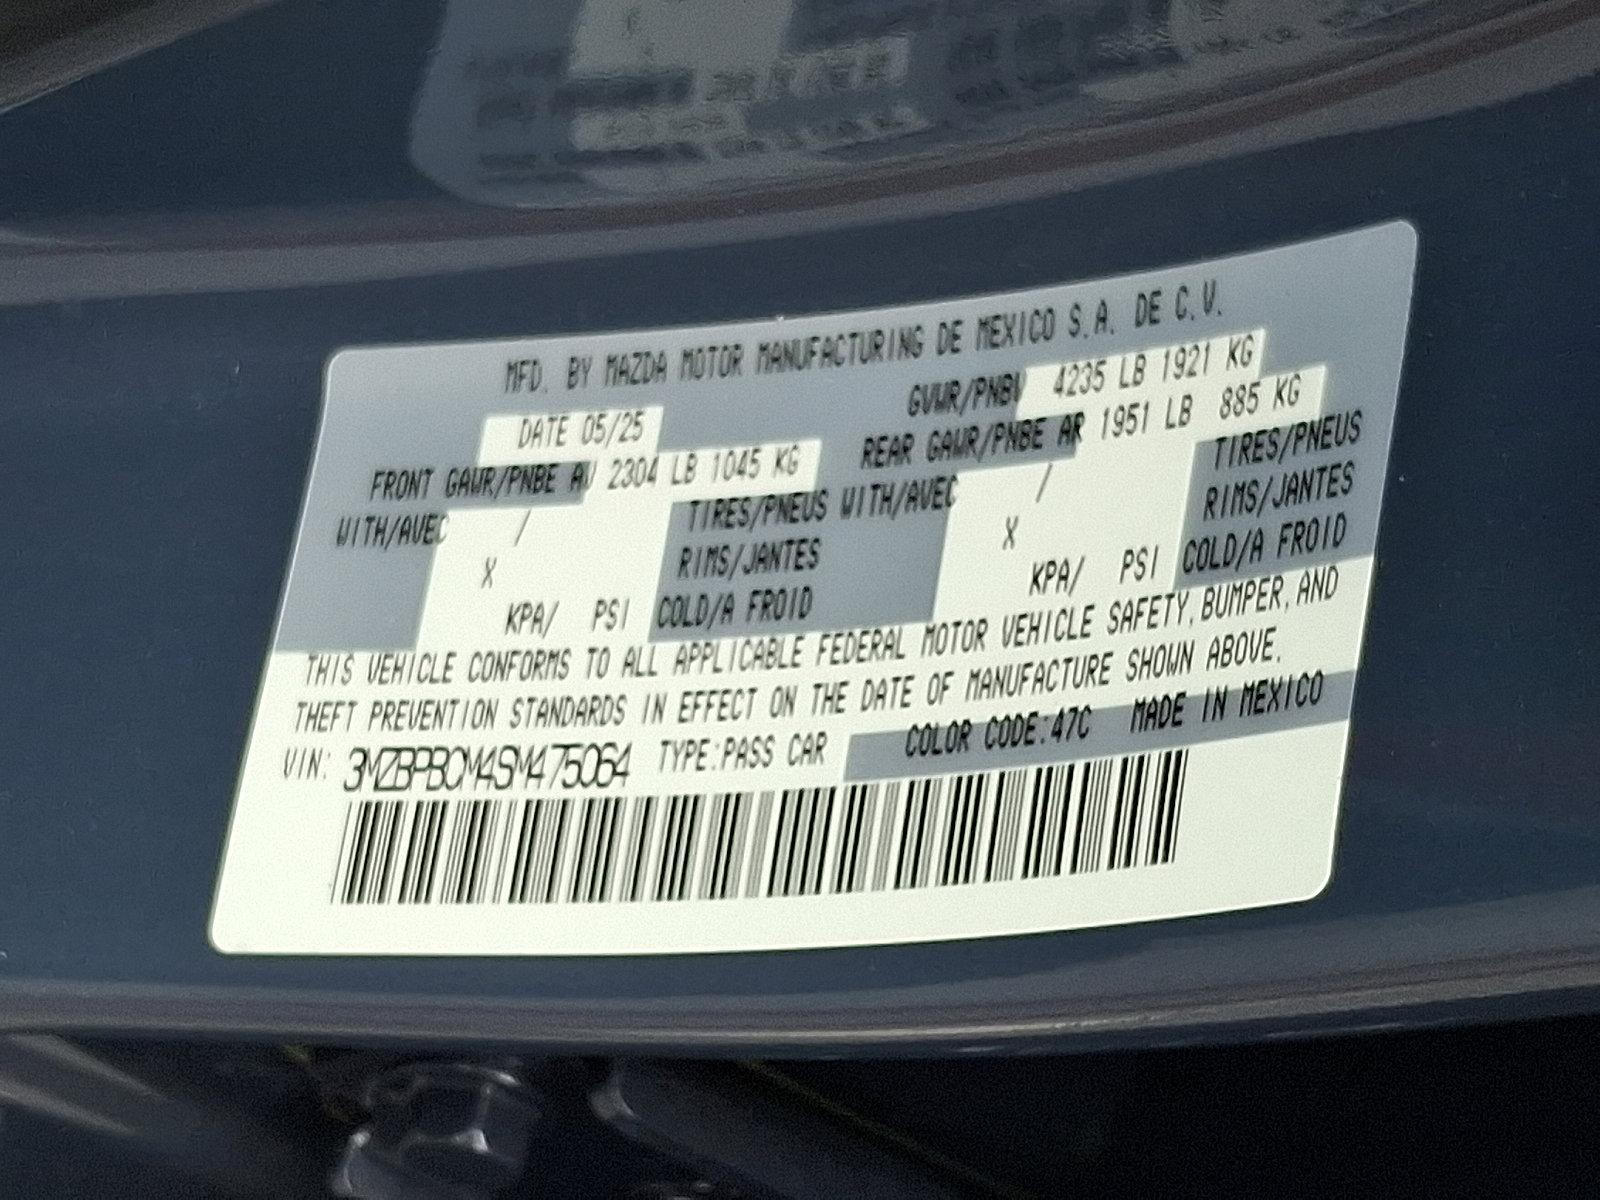 MFD. BY MAZDA MOTOR MANUFACTURING DE MEXICO S.A. DE C.V.
DATE 05/25 GVWR/PNBV 4235 LB 1921 KG
FRONT GAWR/PNBE AV 2304 LB 1045 KG REAR GAWR/PNBE AR 1951 LB 885 KG
WITH/AVEC / TIRES/PNEUS WITH/AVEC / TIRES/PNEUS
X RIMS/JANTES X RIMS/JANTES
KPA/ PSI COLD/A FROID KPA/ PSI COLD/A FROID
THIS VEHICLE CONFORMS TO ALL APPLICABLE FEDERAL MOTOR VEHICLE SAFETY, BUMPER, AND
THEFT PREVENTION STANDARDS IN EFFECT ON THE DATE OF MANUFACTURE SHOWN ABOVE.
VIN: 3MZBPBCM4SM475064 TYPE:PASS CAR COLOR CODE:47C MADE IN MEXICO